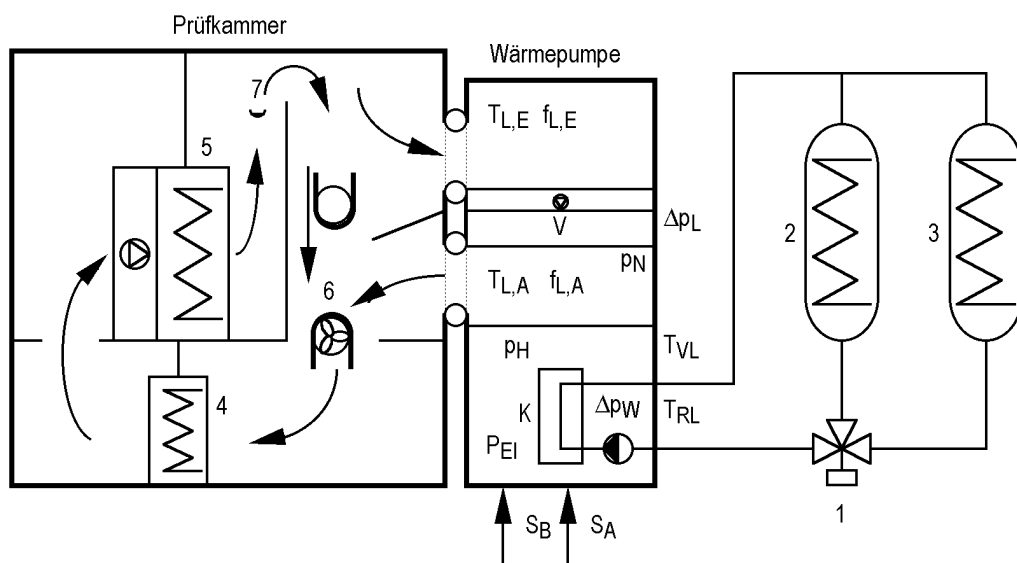 Prüfkammer
Wärmepumpe
7
T_L,E f_L,E
5
2
3
V
Δp_L
p_N
6
T_L,A f_L,A
p_H
T_VL
4
K
Δp_W
T_RL
P_El
1
S_B
S_A